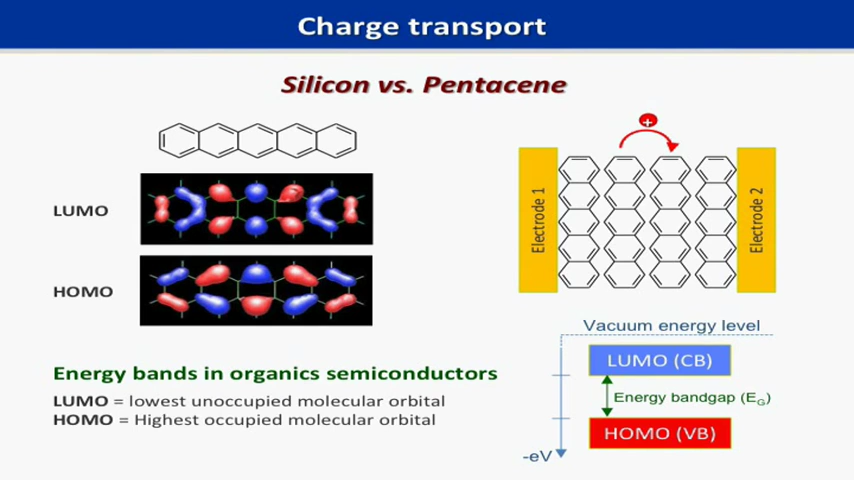 Charge transport
Silicon vs. Pentacene
LUMO
HOMO
Energy bands in organics semiconductors
LUMO = lowest unoccupied molecular orbital
HOMO = Highest occupied molecular orbital
+
Electrode 1
Electrode 2
Vacuum energy level
LUMO (CB)
Energy bandgap (EG)
HOMO (VB)
-eV